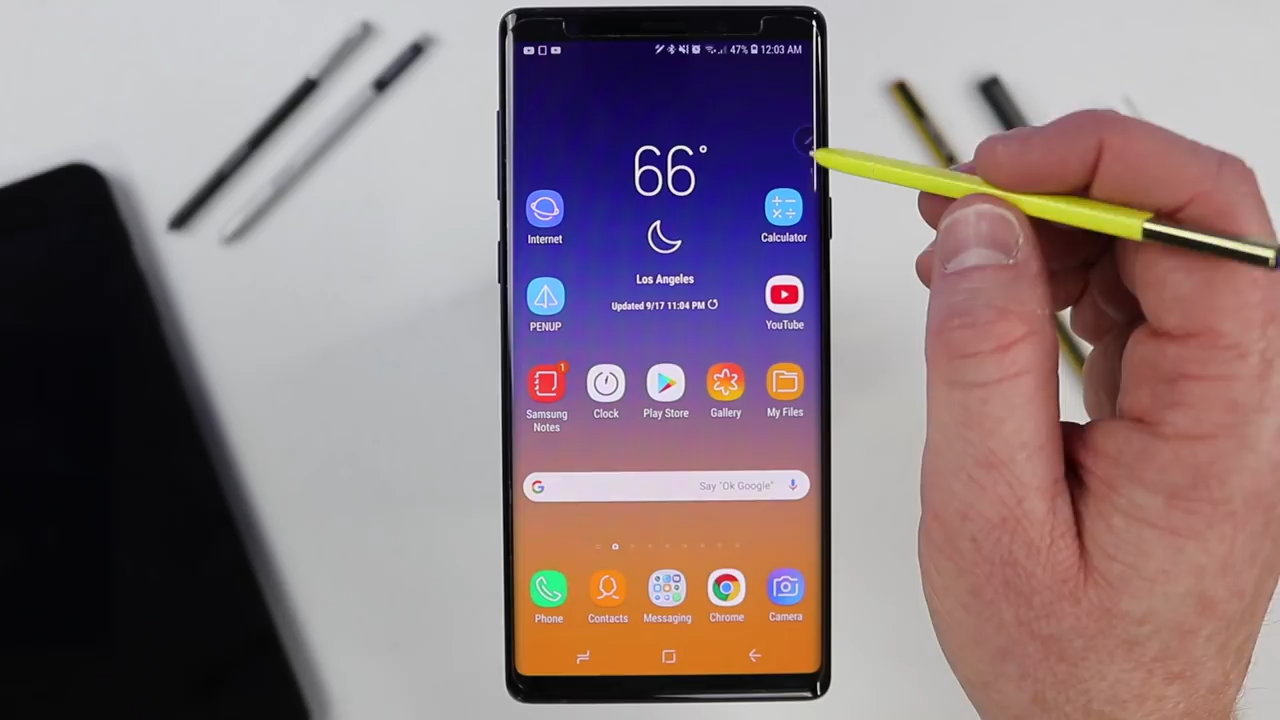 47% 12:03 AM
66°
Internet
Calculator
Los Angeles
Updated 9/17 11:04 PM
PENUP
YouTube
1
Samsung Notes
Clock
Play Store
Gallery
My Files
G
Say "Ok Google"
Phone
Contacts
Messaging
Chrome
Camera